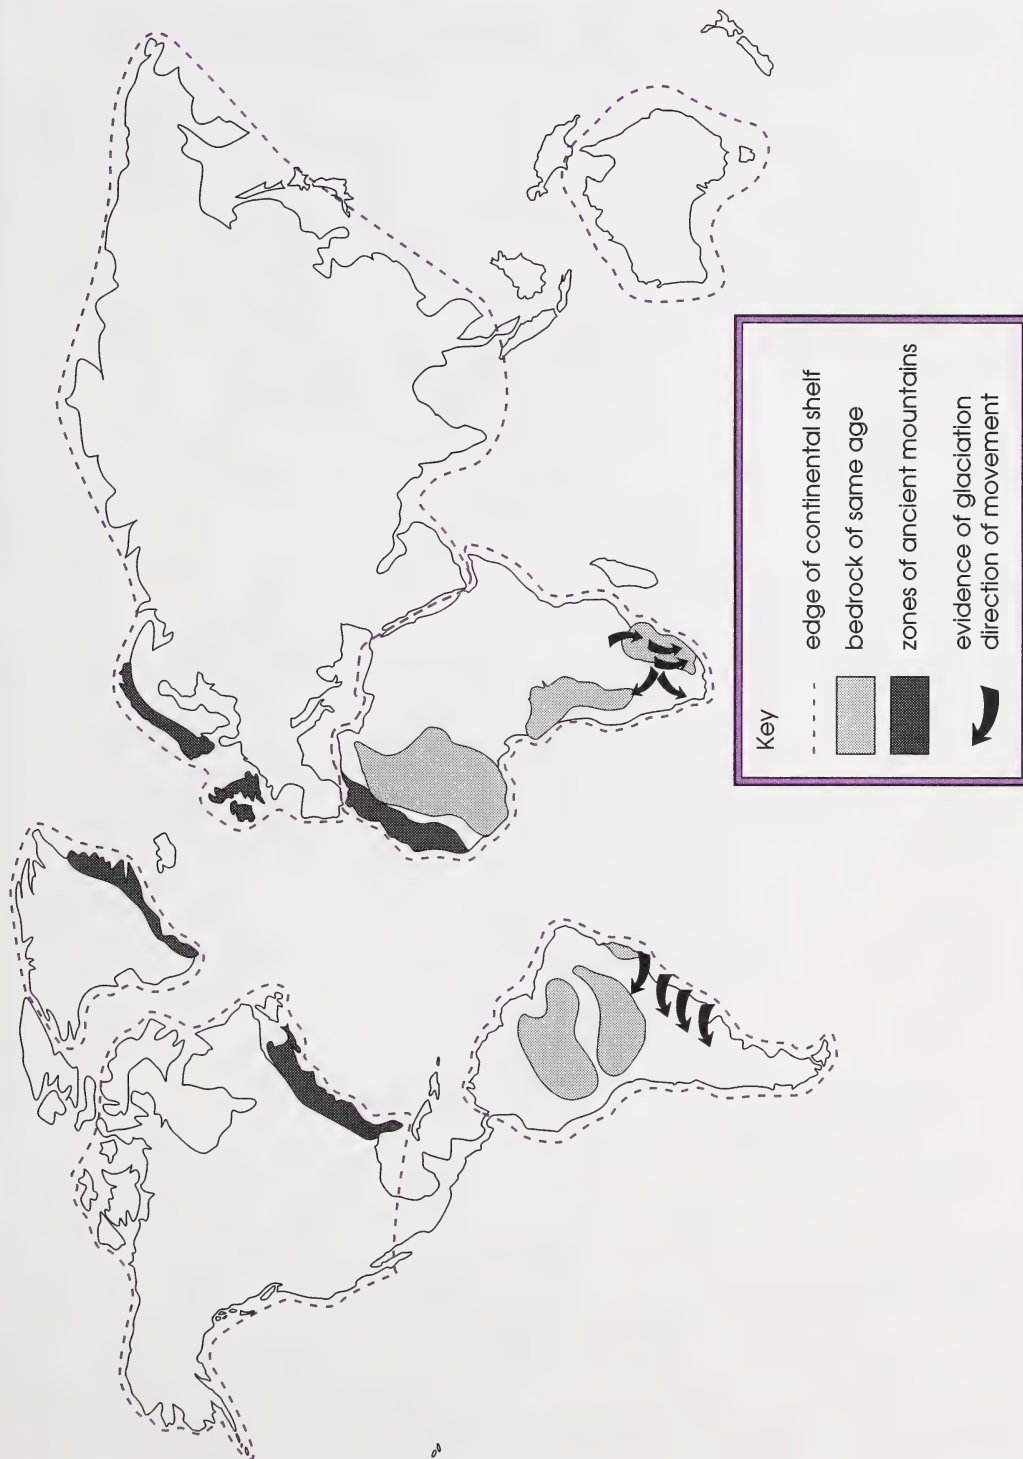 Key
edge of continental shelf
bedrock of same age
zones of ancient mountains
evidence of glaciation
direction of movement